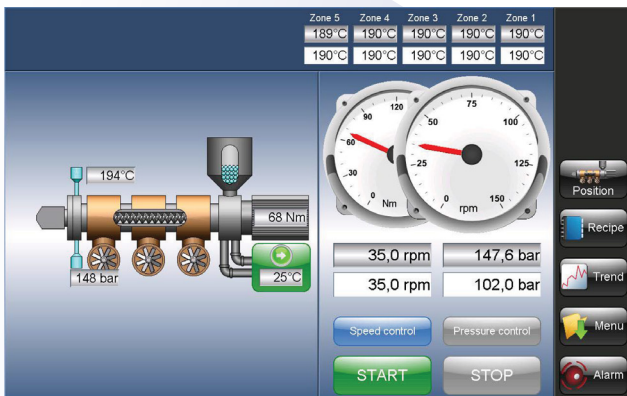 Zone 5 Zone 4 Zone 3 Zone 2 Zone 1
189°C 190°C 190°C 190°C 190°C
190°C 190°C 190°C 190°C 190°C
194°C
68 Nm
148 bar
25°C
0 30 60 90 120
Nm
0 25 50 75 100 125 150
rpm
35,0 rpm 147,6 bar
35,0 rpm 102,0 bar
Speed control Pressure control
START STOP
Position
Recipe
Trend
Menu
Alarm